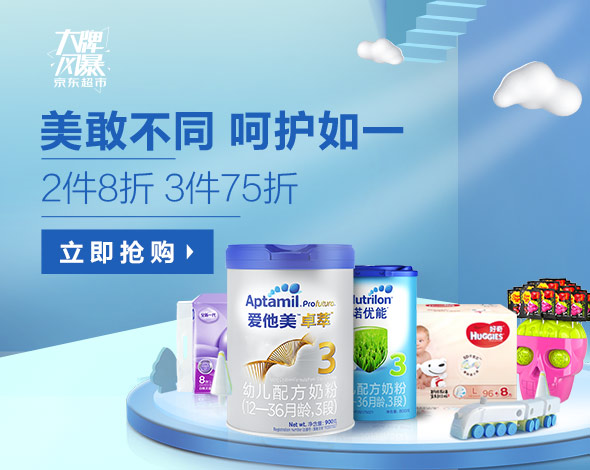 大牌
风暴
京东超市
美敢不同 呵护如一
2件8折 3件75折
立即抢购
Aptamil Profutura
爱他美 卓萃
3
幼儿配方奶粉
(12—36月龄,3段)
Net wt. 净含量: 900
Nutrilon
诺优能
3
配方奶粉
—36月龄,3段)
好奇
HUGGIES
L 96+8
8